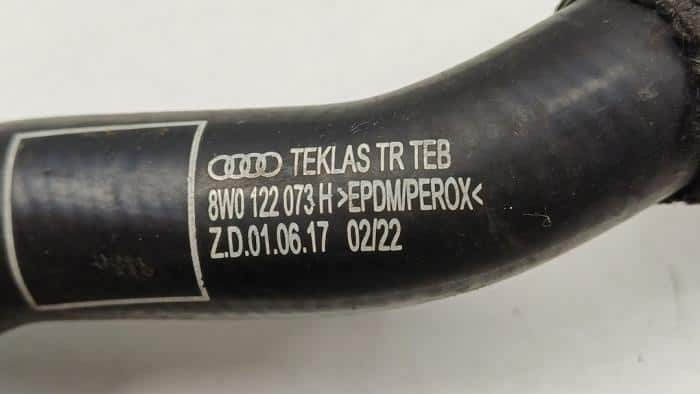 TEKLAS TR TEB
8W0 122 073 H >EPDM/PEROX<
Z.D.01.06.17 02/22